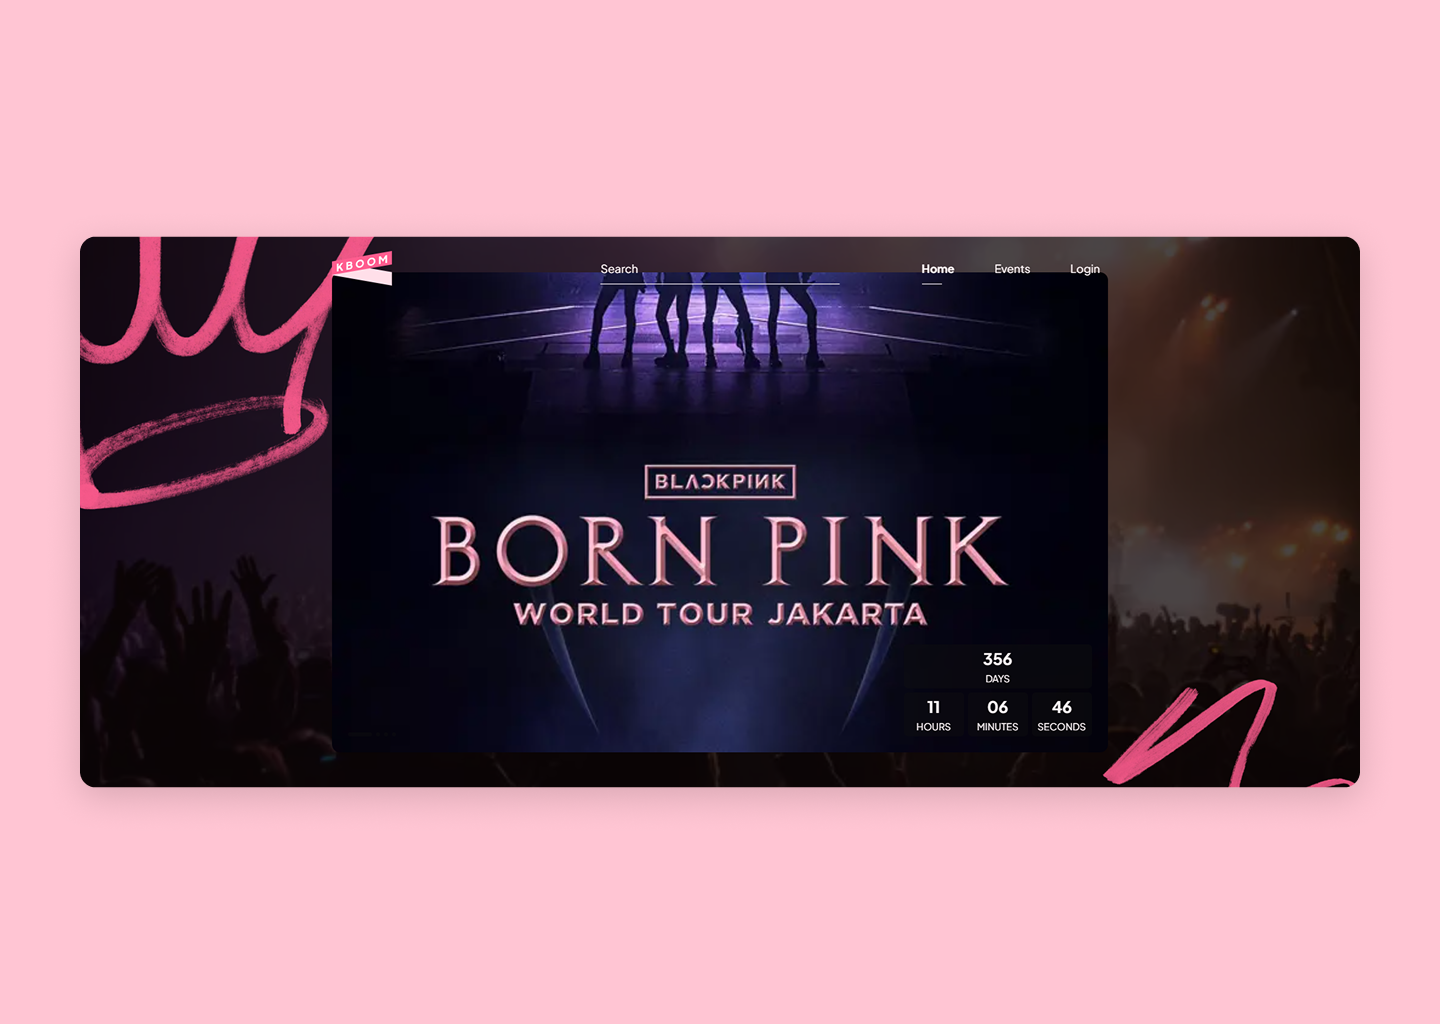 KBOOM
Search
Home
Events
Login
BLACKPINK
BORN PINK
WORLD TOUR JAKARTA
356
DAYS
11 06 46
HOURS MINUTES SECONDS